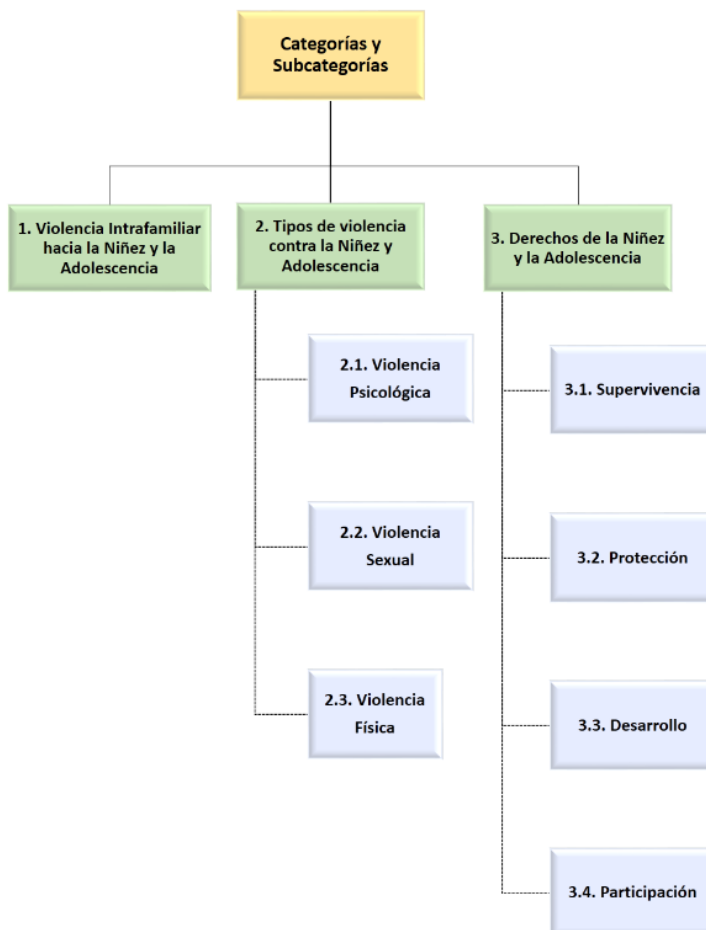 Categorías y
Subcategorías
1. Violencia Intrafamiliar
hacia la Niñez y la
Adolescencia
2. Tipos de violencia
contra la Niñez y
Adolescencia
3. Derechos de la Niñez
y la Adolescencia
2.1. Violencia
Psicológica
2.2. Violencia
Sexual
2.3. Violencia
Física
3.1. Supervivencia
3.2. Protección
3.3. Desarrollo
3.4. Participación